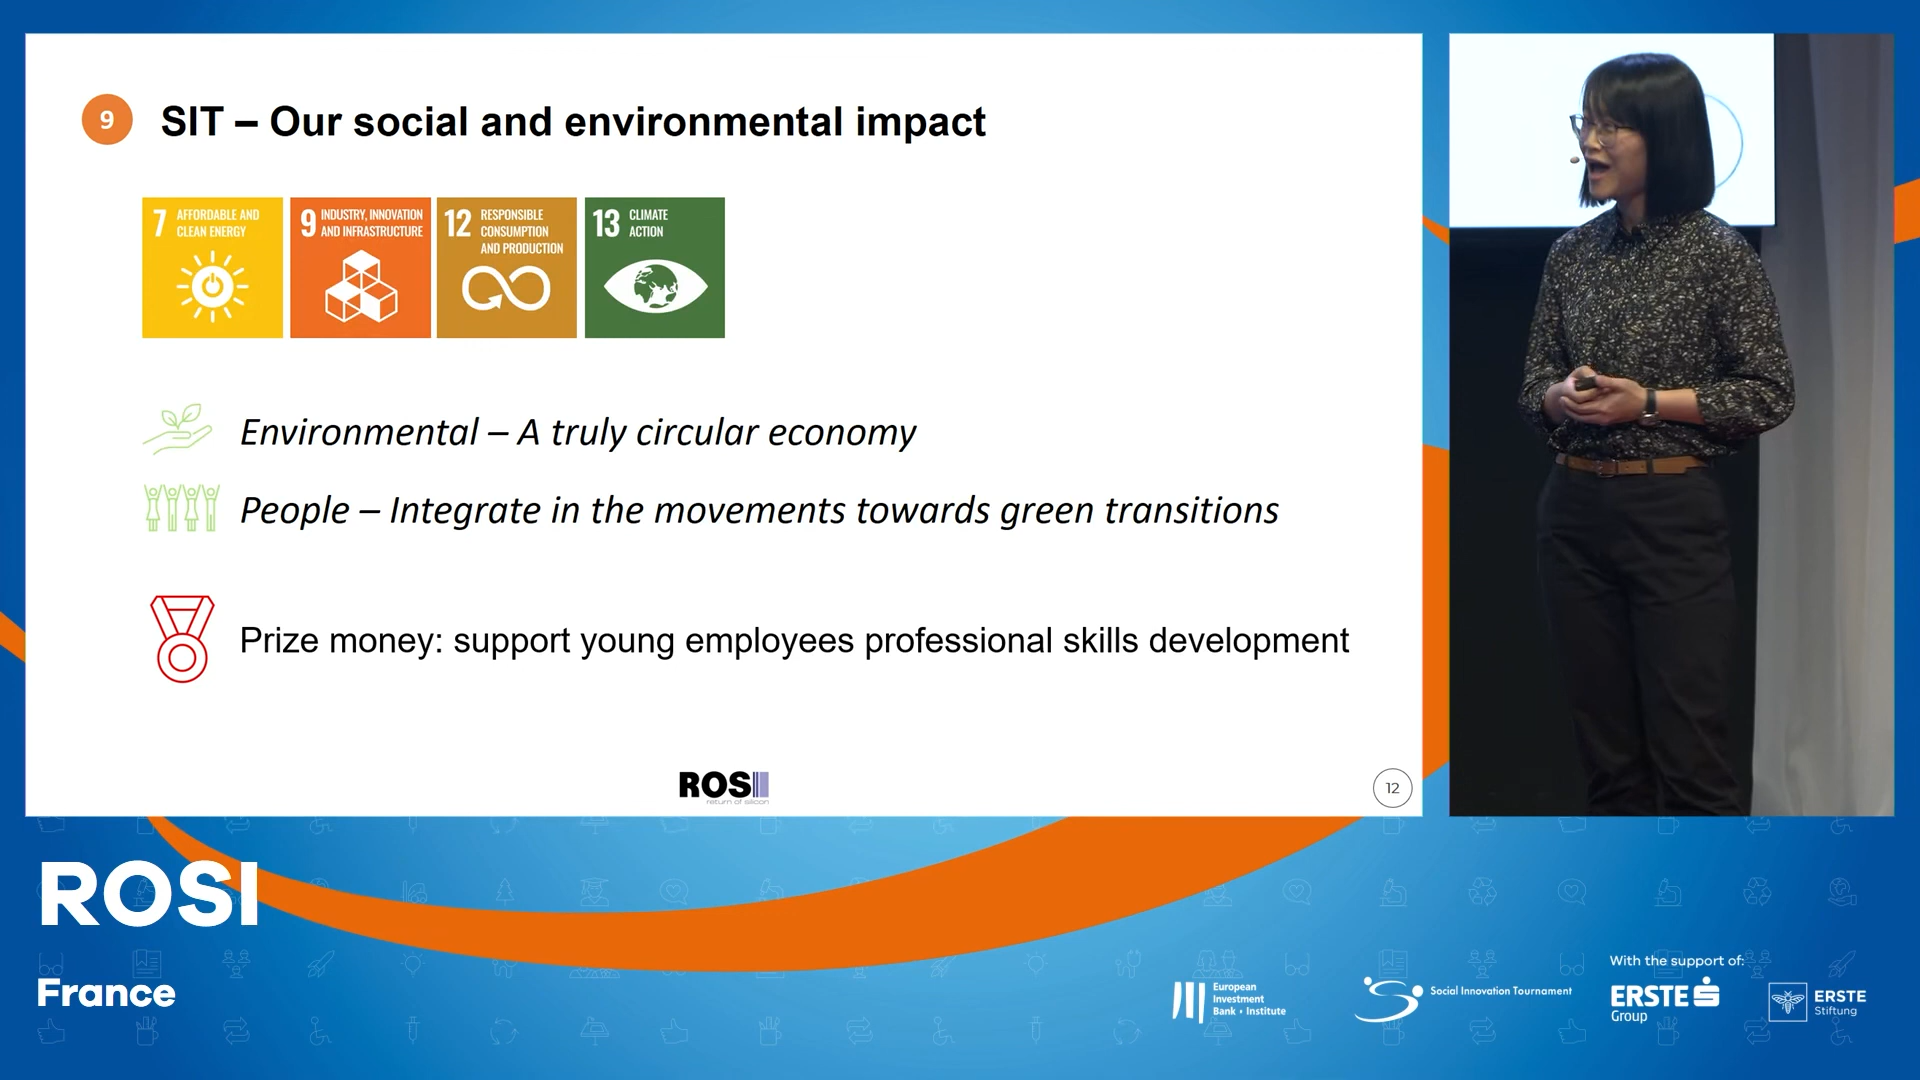 9
SIT – Our social and environmental impact
7 AFFORDABLE AND
CLEAN ENERGY
9 INDUSTRY, INNOVATION
AND INFRASTRUCTURE
12 RESPONSIBLE
CONSUMPTION
AND PRODUCTION
13 CLIMATE
ACTION
Environmental – A truly circular economy
People – Integrate in the movements towards green transitions
Prize money: support young employees professional skills development
ROSI
return of silicon
12
ROSI
France
European
Investment
Bank • Institute
Social Innovation Tournament
With the support of:
ERSTE
Group
ERSTE
Stiftung